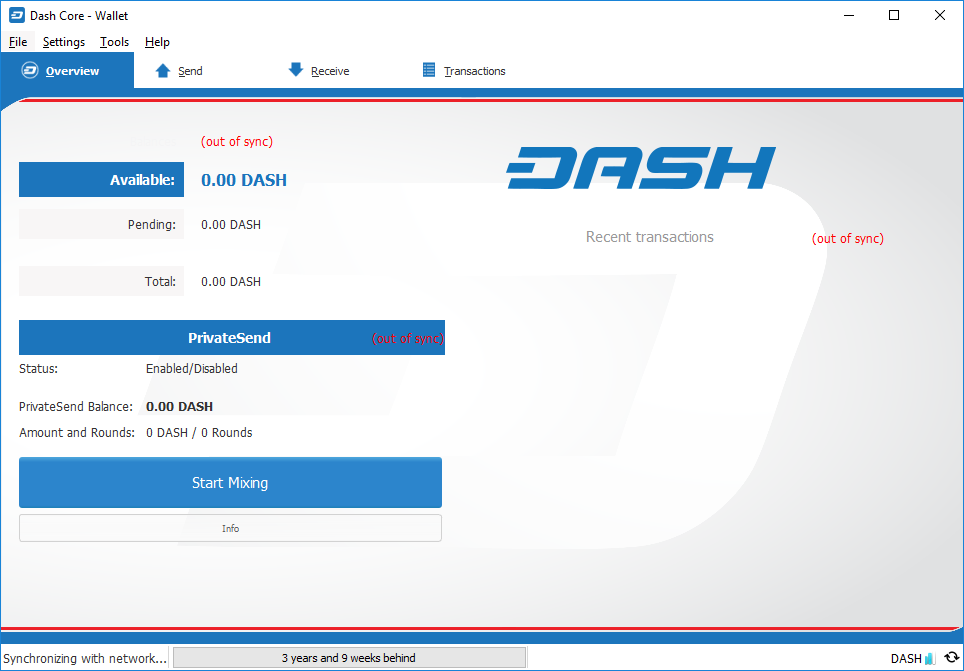 Dash Core - Wallet
File Settings Tools Help
Overview Send Receive Transactions
(out of sync)
DASH
Available: 0.00 DASH
Pending: 0.00 DASH
Recent transactions (out of sync)
Total: 0.00 DASH
PrivateSend (out of sync)
Status: Enabled/Disabled
PrivateSend Balance: 0.00 DASH
Amount and Rounds: 0 DASH / 0 Rounds
Start Mixing
Info
Synchronizing with network... 3 years and 9 weeks behind DASH